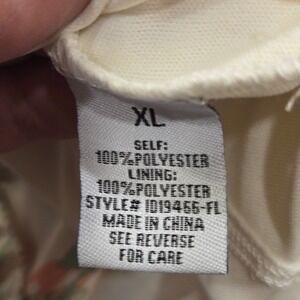 XL
SELF:
100%POLYESTER
LINING:
100%POLYESTER
STYLE# ID19466-FL
MADE IN CHINA
SEE REVERSE
FOR CARE